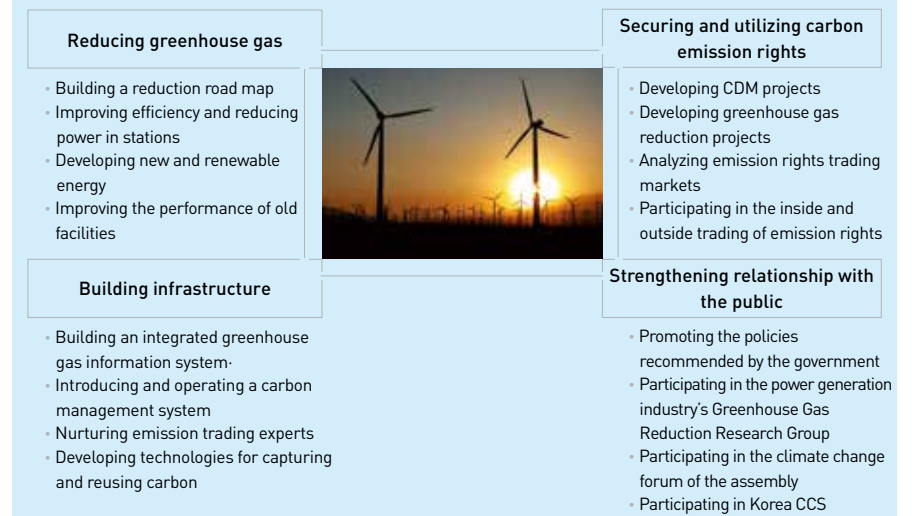 Reducing greenhouse gas
· Building a reduction road map
· Improving efficiency and reducing
power in stations
· Developing new and renewable
energy
· Improving the performance of old
facilities
Securing and utilizing carbon
emission rights
· Developing CDM projects
· Developing greenhouse gas
reduction projects
· Analyzing emission rights trading
markets
· Participating in the inside and
outside trading of emission rights
Building infrastructure
· Building an integrated greenhouse
gas information system·
· Introducing and operating a carbon
management system
· Nurturing emission trading experts
· Developing technologies for capturing
and reusing carbon
Strengthening relationship with
the public
· Promoting the policies
recommended by the government
· Participating in the power generation
industry's Greenhouse Gas
Reduction Research Group
· Participating in the climate change
forum of the assembly
· Participating in Korea CCS